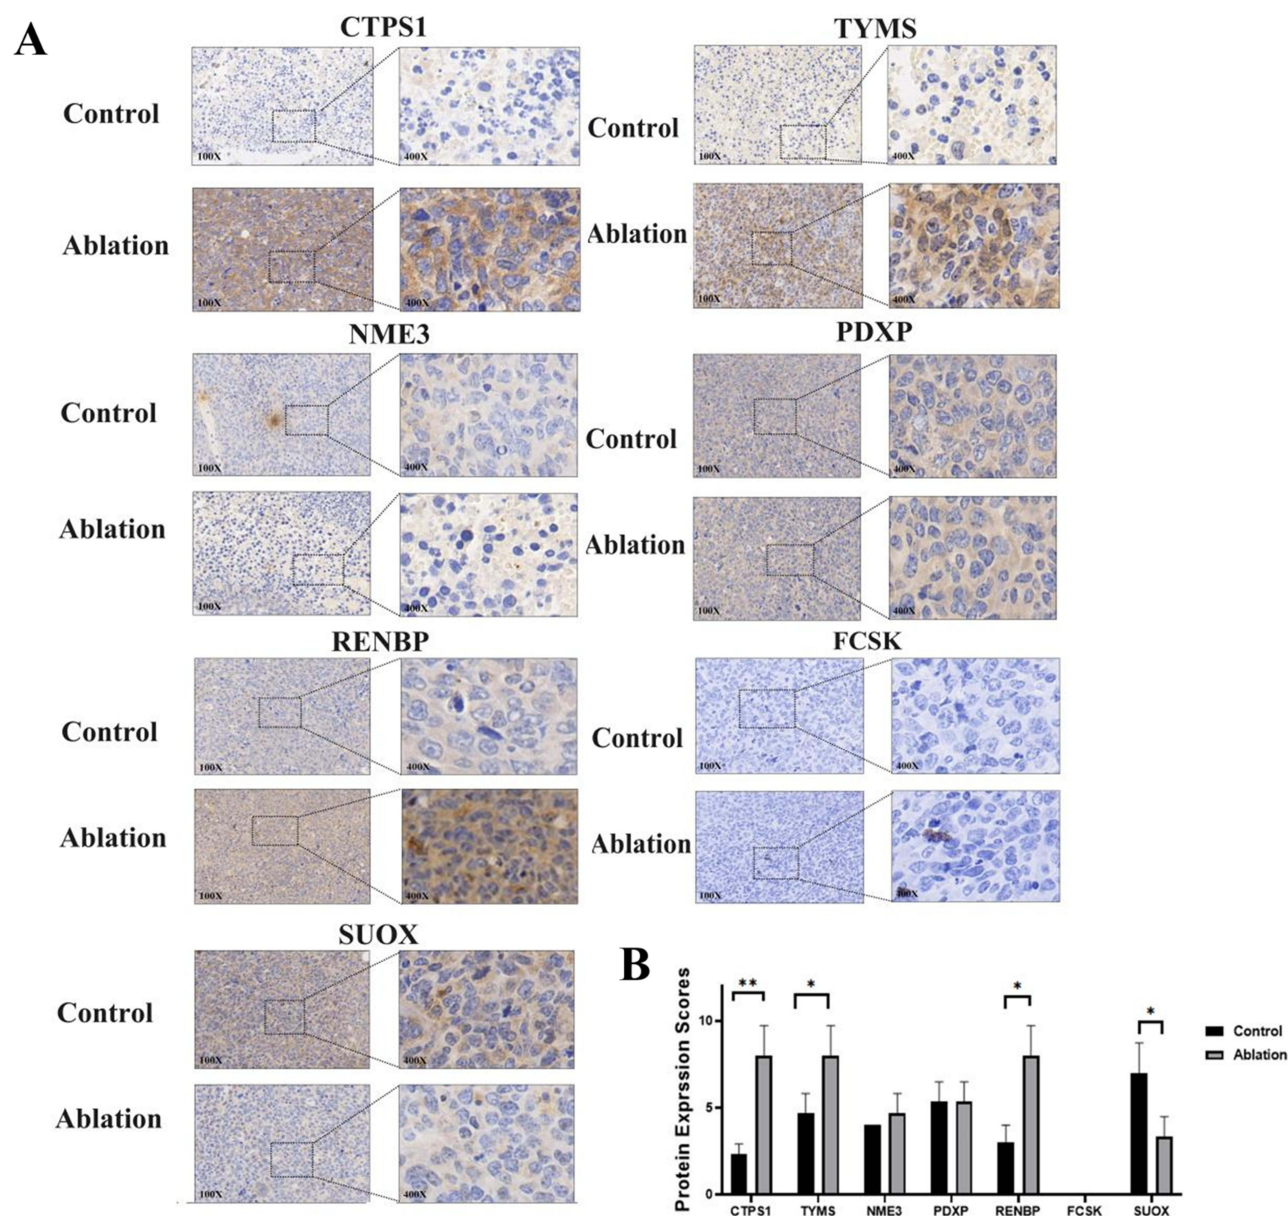 A
CTPS1
TYMS
Control
100X
400X
Control
100X
400X
Ablation
100X
400X
Ablation
100X
400X
NME3
PDXP
Control
100X
400X
Control
100X
400X
Ablation
100X
400X
Ablation
100X
400X
RENBP
FCSK
Control
100X
400X
Control
100X
400X
Ablation
100X
400X
Ablation
100X
400X
SUOX
Control
100X
400X
Ablation
100X
400X
B
Protein Exprssion Scores
10
5
0
**
*
*
*
Control
Ablation
CTPS1 TYMS NME3 PDXP RENBP FCSK SUOX